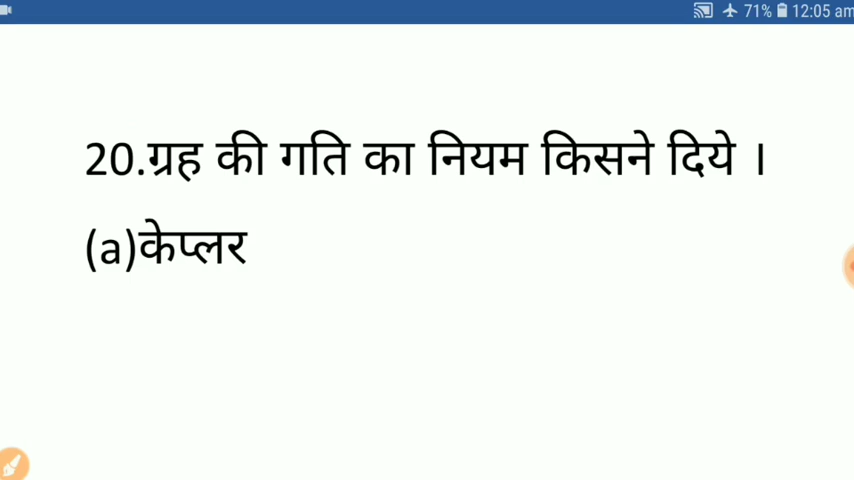 71% 12:05 am
20.ग्रह की गति का नियम किसने दिये ।
(a)केप्लर